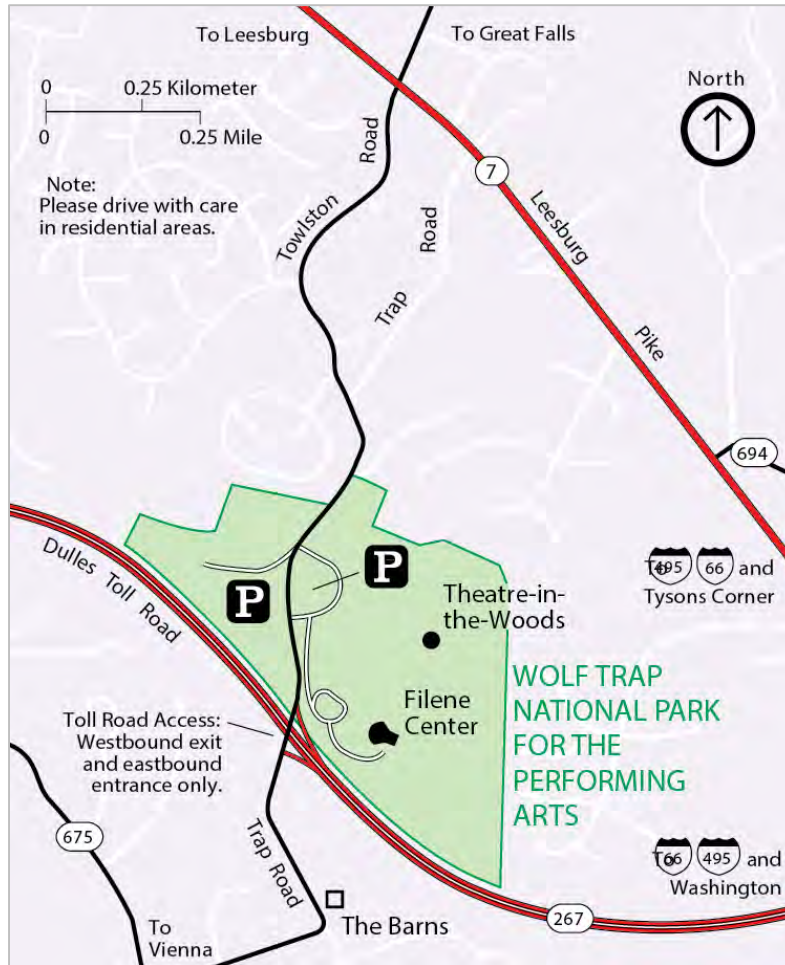 To Leesburg
To Great Falls
0
0.25 Kilometer
0
0.25 Mile
North
Note:
Please drive with care
in residential areas.
Towlston
Road
Trap
Road
7
Leesburg
Pike
694
Dulles Toll Road
P
P
To 495 66 and
Tysons Corner
Theatre-in-
the-Woods
Filene
Center
WOLF TRAP
NATIONAL PARK
FOR THE
PERFORMING
ARTS
Toll Road Access:
Westbound exit
and eastbound
entrance only.
675
Trap Road
To 66 495 and
Washington
To
Vienna
The Barns
267